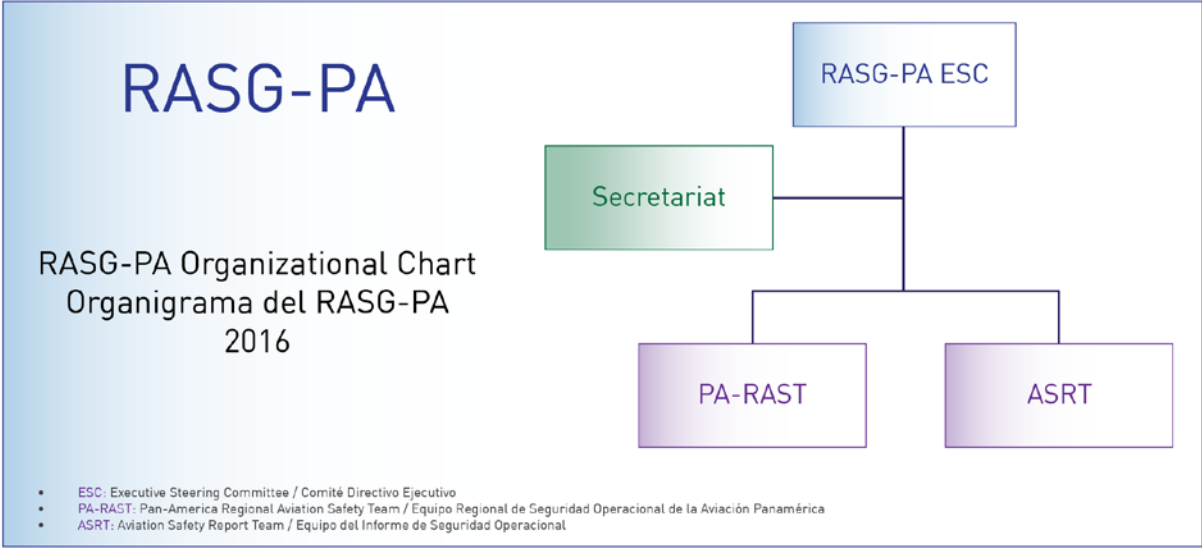 RASG-PA
RASG-PA Organizational Chart
Organigrama del RASG-PA
2016
RASG-PA ESC
Secretariat
PA-RAST
ASRT
• ESC: Executive Steering Committee / Comité Directivo Ejecutivo
• PA-RAST: Pan-America Regional Aviation Safety Team / Equipo Regional de Seguridad Operacional de la Aviación Panamérica
• ASRT: Aviation Safety Report Team / Equipo del Informe de Seguridad Operacional